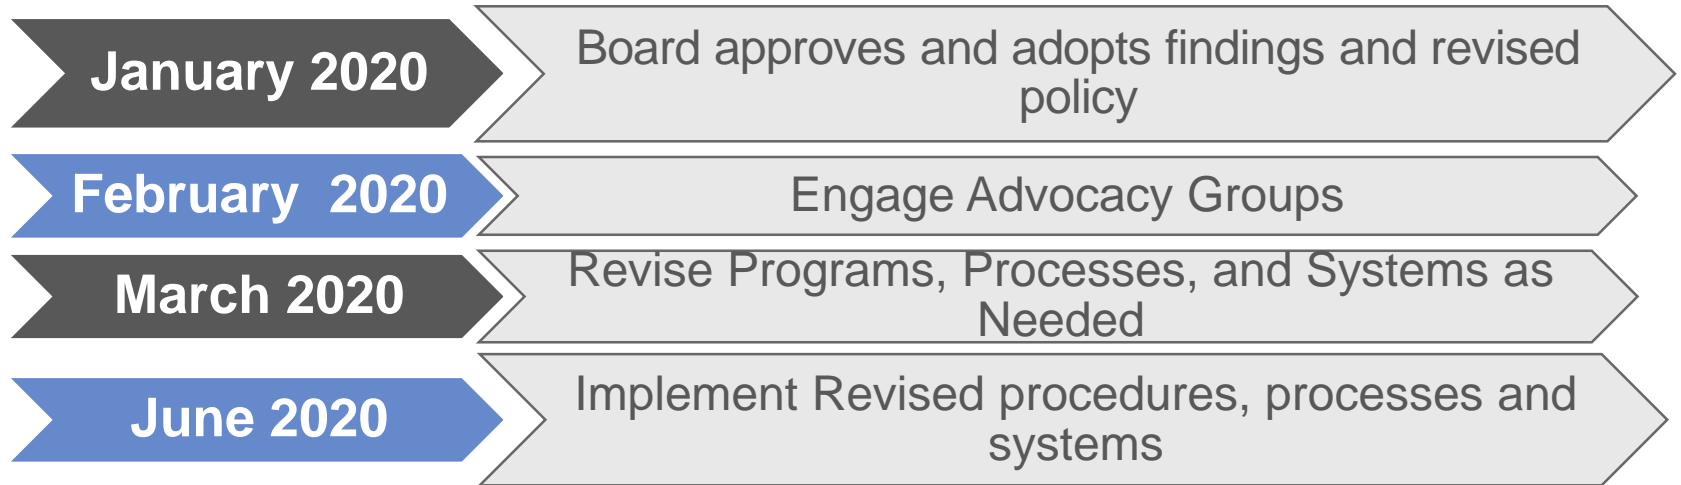 January 2020
Board approves and adopts findings and revised
policy
February  2020
Engage Advocacy Groups
March 2020
Revise Programs, Processes, and Systems as
Needed
June 2020
Implement Revised procedures, processes and
systems